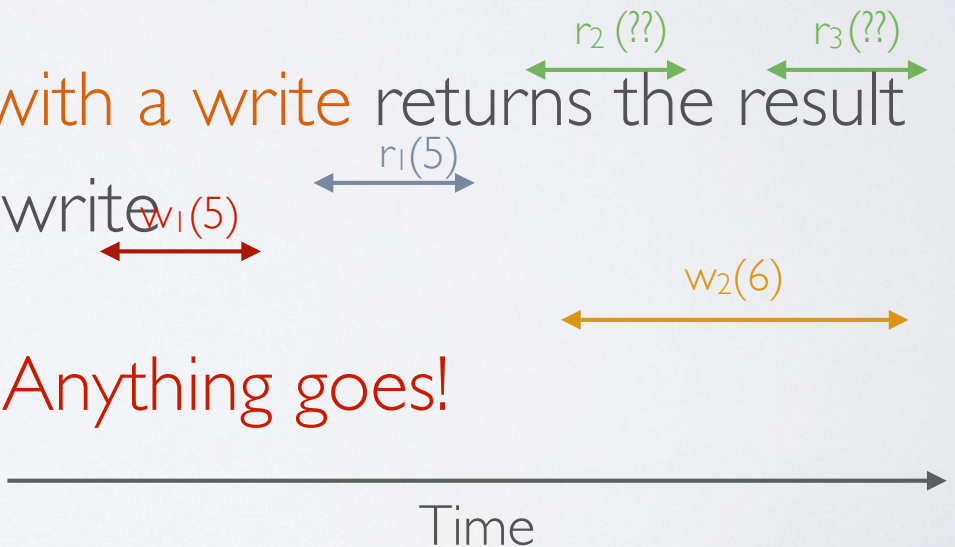 r2 (??) r3(??)
with a write returns the result
r1(5)
write
w1(5)
w2(6)
Anything goes!
Time